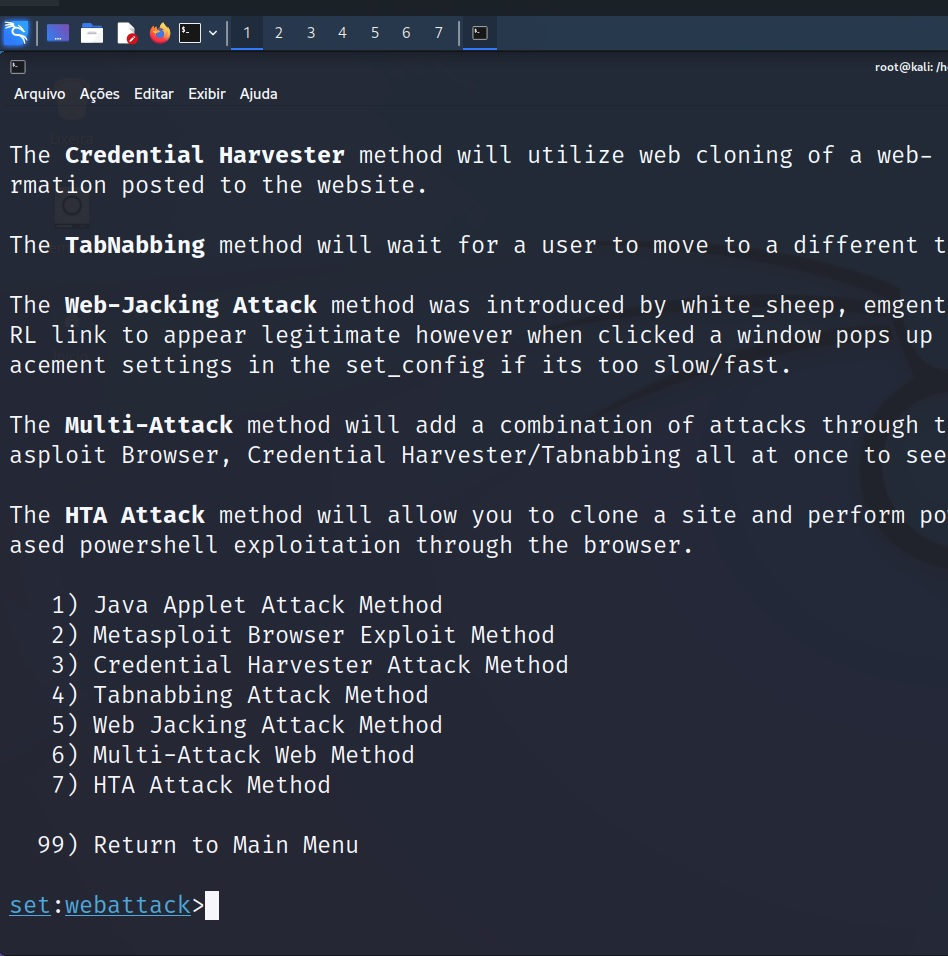 1 2 3 4 5 6 7
root@kali: /h
Arquivo Ações Editar Exibir Ajuda
The Credential Harvester method will utilize web cloning of a web-
rmation posted to the website.
The TabNabbing method will wait for a user to move to a different t
The Web-Jacking Attack method was introduced by white_sheep, emgent
RL link to appear legitimate however when clicked a window pops up
acement settings in the set_config if its too slow/fast.
The Multi-Attack method will add a combination of attacks through t
asploit Browser, Credential Harvester/Tabnabbing all at once to see
The HTA Attack method will allow you to clone a site and perform po
ased powershell exploitation through the browser.
1) Java Applet Attack Method
2) Metasploit Browser Exploit Method
3) Credential Harvester Attack Method
4) Tabnabbing Attack Method
5) Web Jacking Attack Method
6) Multi-Attack Web Method
7) HTA Attack Method
99) Return to Main Menu
set:webattack>